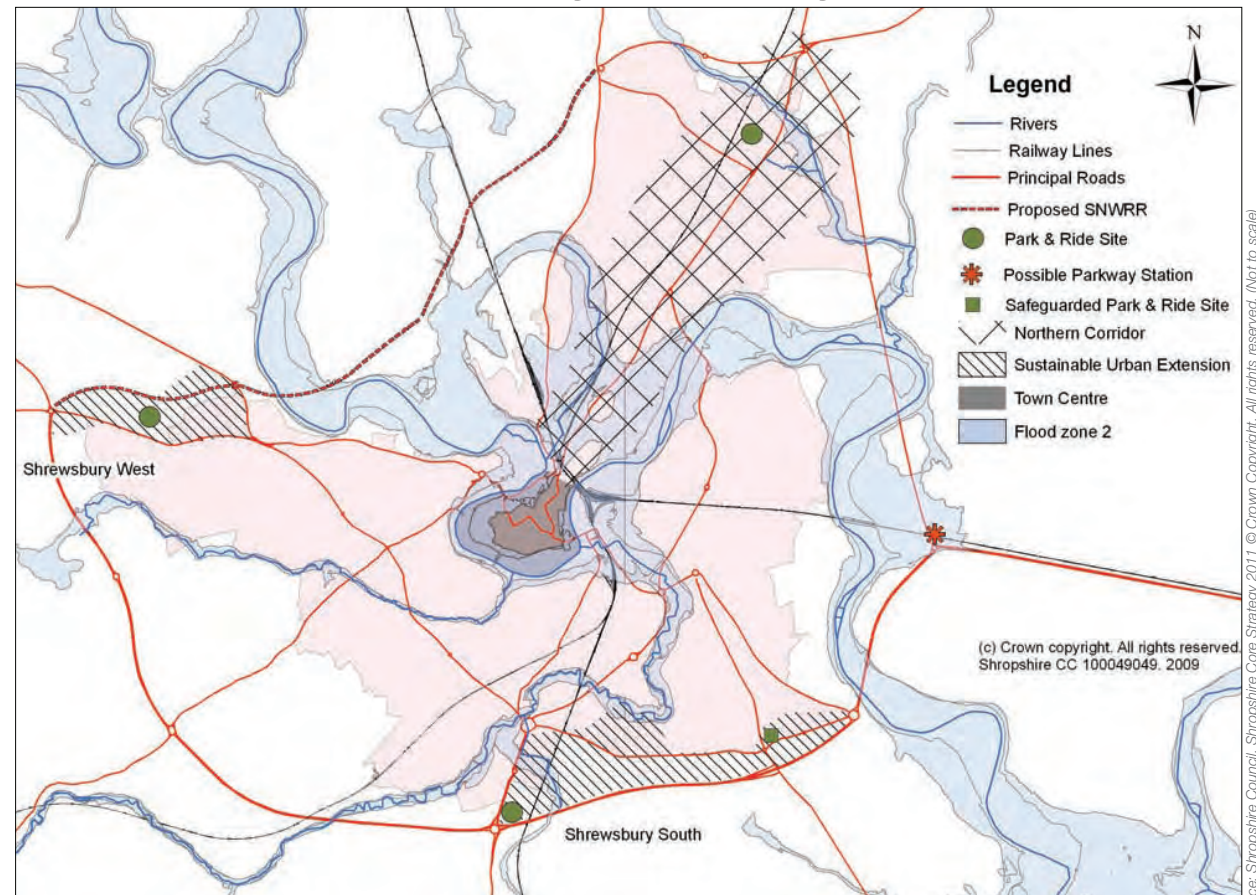 N
Legend
Rivers
Railway Lines
Principal Roads
Proposed SNWRR
Park & Ride Site
Possible Parkway Station
Safeguarded Park & Ride Site
Northern Corridor
Sustainable Urban Extension
Town Centre
Flood zone 2
Shrewsbury West
(c) Crown copyright. All rights reserved.
Shropshire CC 100049049. 2009
Shrewsbury South
Shropshire Council, Shropshire Core Strategy 2011 © Crown Copyright. All rights reserved. (Not to scale)